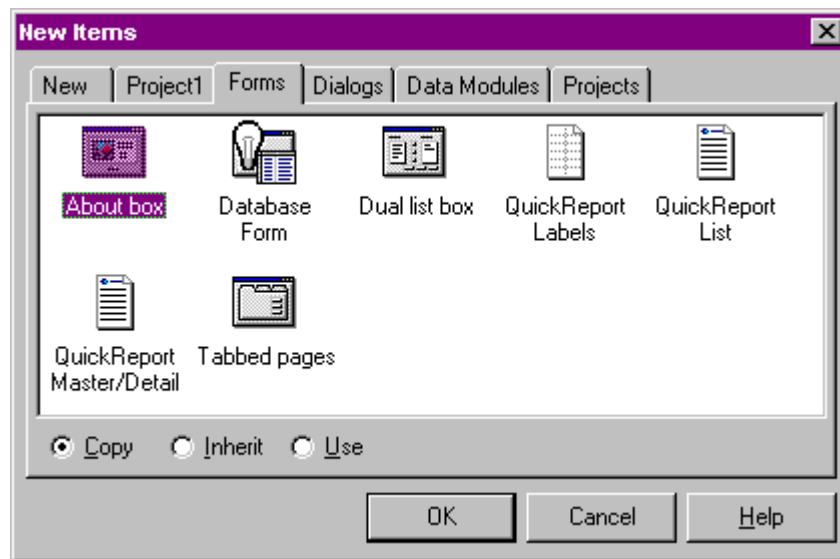 New Items
New Project1 Forms Dialogs Data Modules Projects
About box Database Form Dual list box QuickReport Labels QuickReport List
QuickReport Master/Detail Tabbed pages
Copy Inherit Use
OK Cancel Help